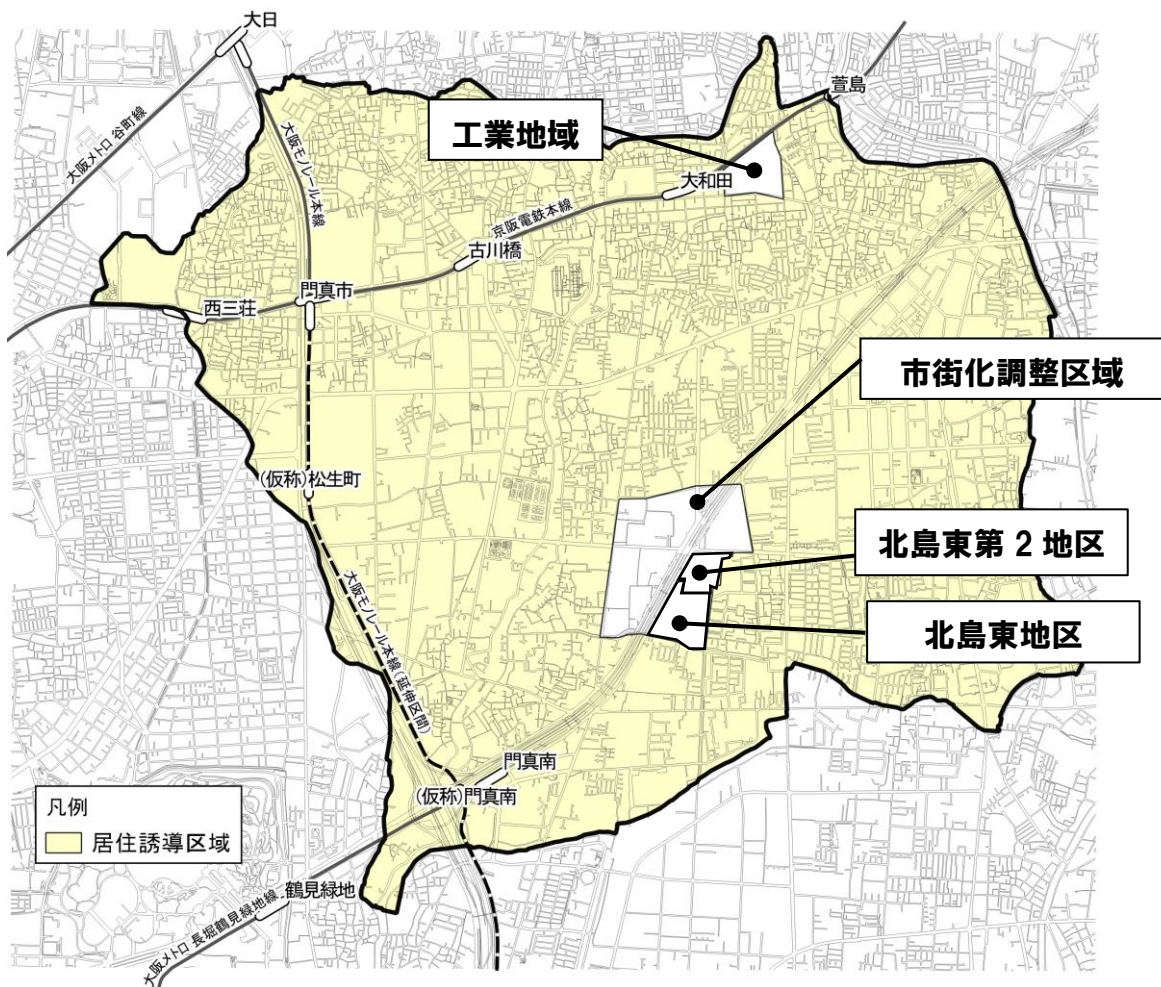 大日
萱島
工業地域
大阪メトロ 谷町線
大阪モノレール本線
大和田
京阪電鉄本線
古川橋
門真市
西三荘
市街化調整区域
(仮称)松生町
北島東第2地区
北島東地区
大阪モノレール本線(延伸区間)
門真南
(仮称)門真南
凡例
居住誘導区域
鶴見緑地
大阪メトロ 長堀鶴見緑地線